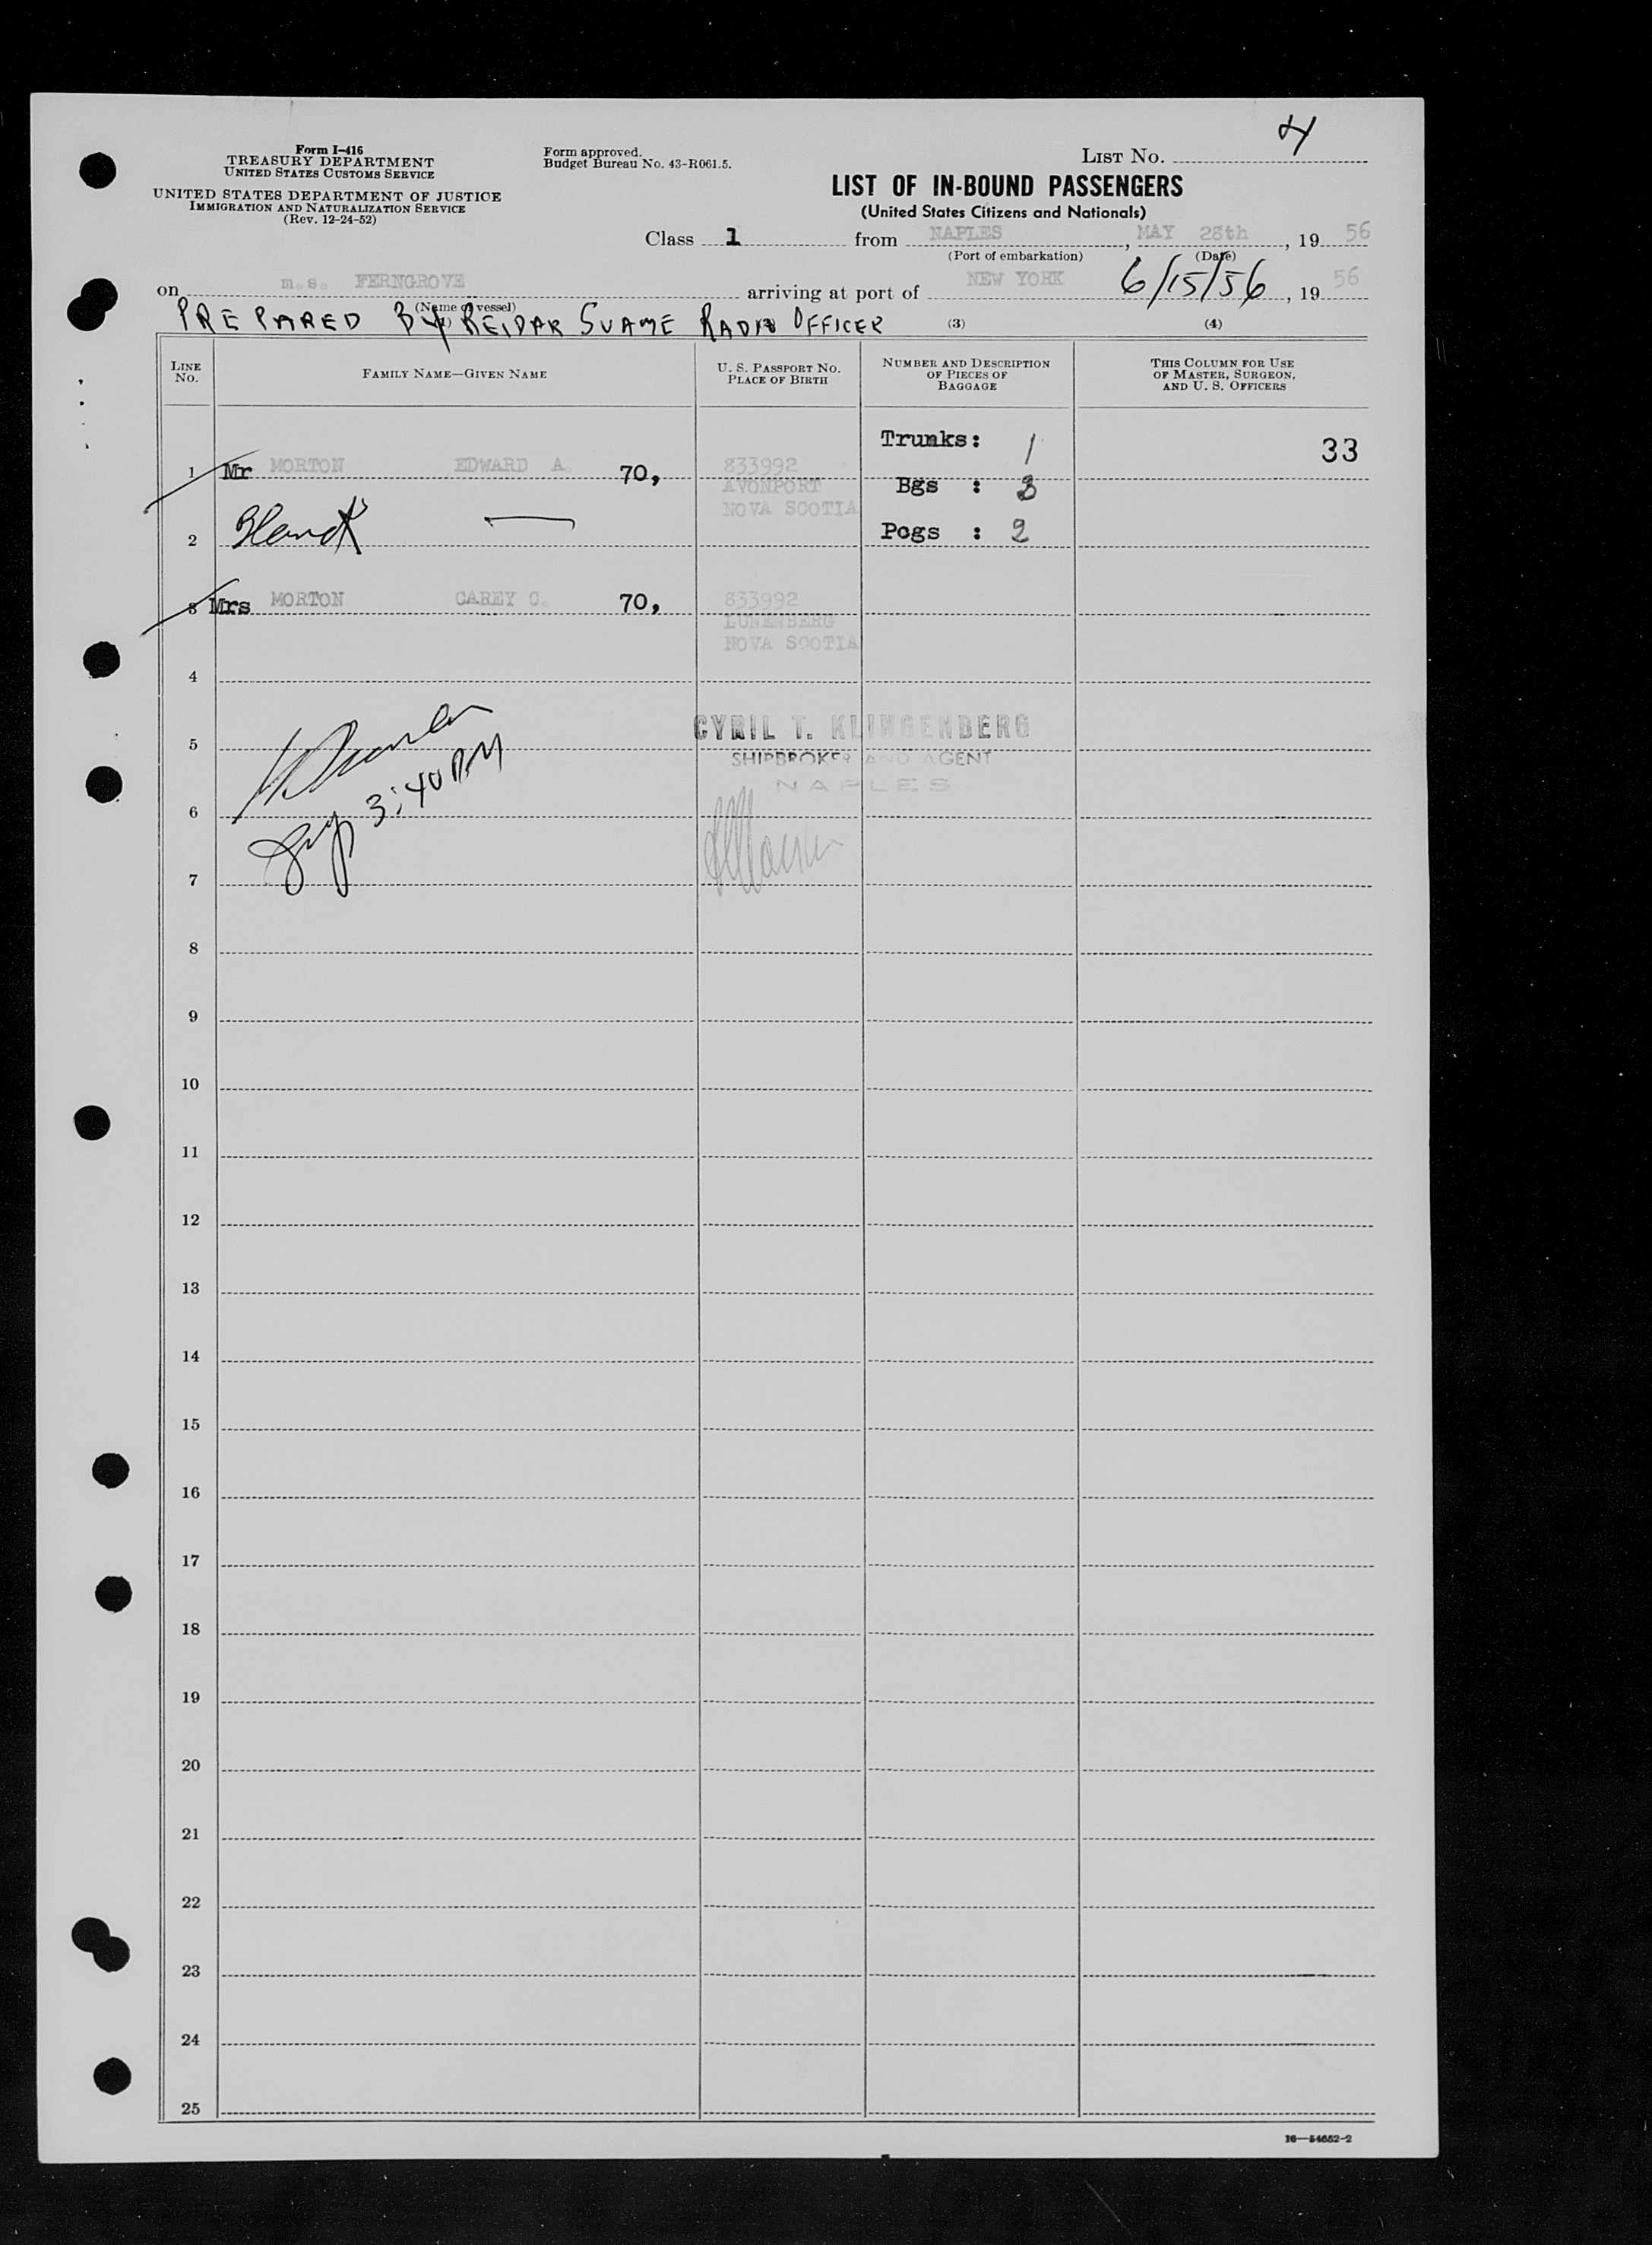 4
Form I-416
TREASURY DEPARTMENT
UNITED STATES CUSTOMS SERVICE
UNITED STATES DEPARTMENT OF JUSTICE
IMMIGRATION AND NATURALIZATION SERVICE
(Rev. 12-24-52)
Form approved.
Budget Bureau No. 43-R061.5.
LIST NO.
LIST OF IN-BOUND PASSENGERS
(United States Citizens and Nationals)
Class 1 from NAPLES, MAY 28th, 19 56
(Port of embarkation) (Date)
on m.s. FERNGROVE arriving at port of NEW YORK 6/15/56, 19 56
(Name of vessel)
PREPARED BY REIDAR SVAME RADIO OFFICER (3) (4)
LINE NO.
FAMILY NAME—GIVEN NAME
U. S. PASSPORT NO.
PLACE OF BIRTH
NUMBER AND DESCRIPTION
OF PIECES OF
BAGGAGE
THIS COLUMN FOR USE
OF MASTER, SURGEON,
AND U. S. OFFICERS
Trunks: 1 33
1 Mr MORTON EDWARD A. 70, 833992
AVONPORT Bgs : 3
NOVA SCOTIA
2 Pcgs : 2
3 Mrs MORTON CAREY C. 70, 833992
LUNENBERG
NOVA SCOTIA
4
CYRIL T. KLINGENBERG
5
SHIPBROKER AND AGENT
NAPLES
3:40 PM
6
7
8
9
10
11
12
13
14
15
16
17
18
19
20
21
22
23
24
25
16—54652-2